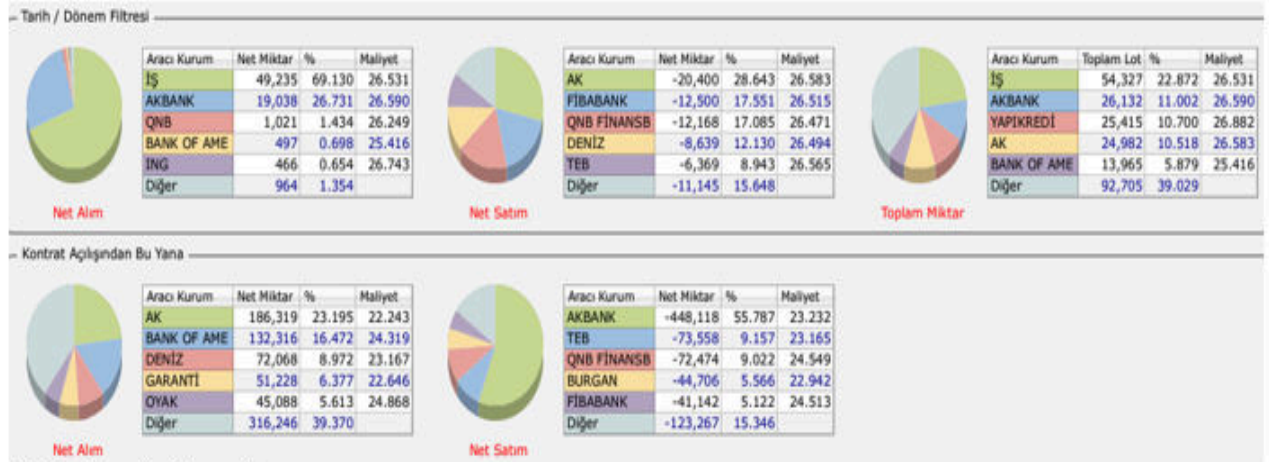 Tarih / Dönem Filtresi
Aracı Kurum Net Miktar % Maliyet
İŞ 49,235 69.130 26.531
AKBANK 19,038 26.731 26.590
QNB 1,021 1.434 26.249
BANK OF AME 497 0.698 25.416
ING 466 0.654 26.743
Diğer 964 1.354
Net Alım
Aracı Kurum Net Miktar % Maliyet
AK -20,400 28.643 26.583
FİBABANK -12,500 17.551 26.515
QNB FİNANSB -12,168 17.085 26.471
DENİZ -8,639 12.130 26.494
TEB -6,369 8.943 26.565
Diğer -11,145 15.648
Net Satım
Aracı Kurum Toplam Lot % Maliyet
İŞ 54,327 22.872 26.531
AKBANK 26,132 11.002 26.590
YAPIKREDİ 25,415 10.700 26.882
AK 24,982 10.518 26.583
BANK OF AME 13,965 5.879 25.416
Diğer 92,705 39.029
Toplam Miktar
Kontrat Açılışından Bu Yana
Aracı Kurum Net Miktar % Maliyet
AK 186,319 23.195 22.243
BANK OF AME 132,316 16.472 24.319
DENİZ 72,068 8.972 23.167
GARANTİ 51,228 6.377 22.646
OYAK 45,088 5.613 24.868
Diğer 316,246 39.370
Net Alım
Aracı Kurum Net Miktar % Maliyet
AKBANK -448,118 55.787 23.232
TEB -73,558 9.157 23.165
QNB FİNANSB -72,474 9.022 24.549
BURGAN -44,706 5.566 22.942
FİBABANK -41,142 5.122 24.513
Diğer -123,267 15.346
Net Satım